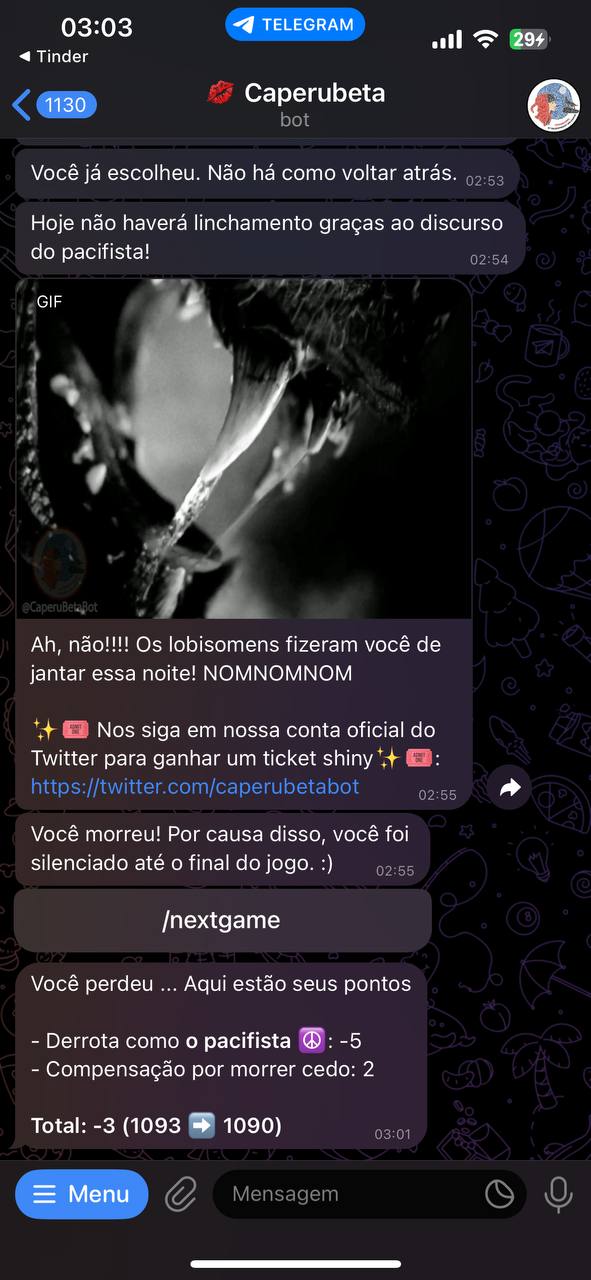 03:03
TELEGRAM
29
◀ Tinder
1130
💋 Caperubeta
bot
Você já escolheu. Não há como voltar atrás. 02:53
Hoje não haverá linchamento graças ao discurso
do pacifista! 02:54
GIF
@CaperuBetaBot
Ah, não!!!! Os lobisomens fizeram você de
jantar essa noite! NOMNOMNOM
✨🎟️ Nos siga em nossa conta oficial do
Twitter para ganhar um ticket shiny✨🎟️:
https://twitter.com/caperubetabot 02:55
Você morreu! Por causa disso, você foi
silenciado até o final do jogo. :) 02:55
/nextgame
Você perdeu ... Aqui estão seus pontos
- Derrota como o pacifista ☮️: -5
- Compensação por morrer cedo: 2
Total: -3 (1093 ➡️ 1090) 03:01
Menu
Mensagem